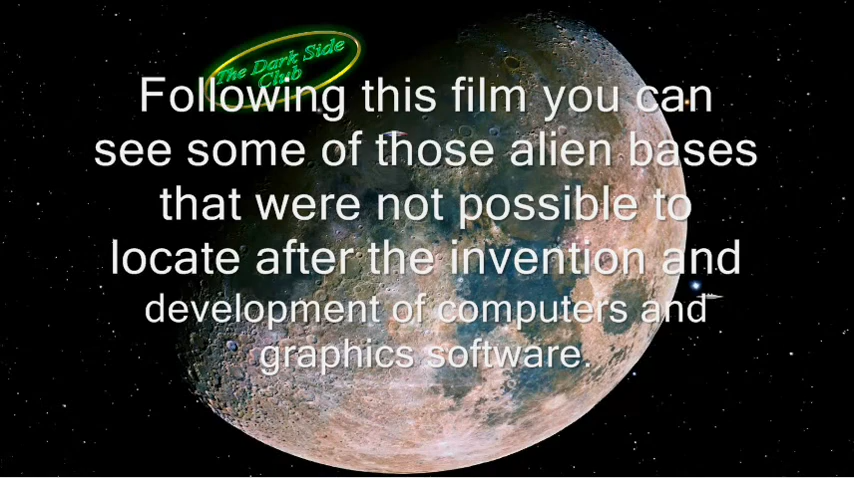 The Dark Side
Club
Following this film you can
see some of those alien bases
that were not possible to
locate after the invention and
development of computers and
graphics software.